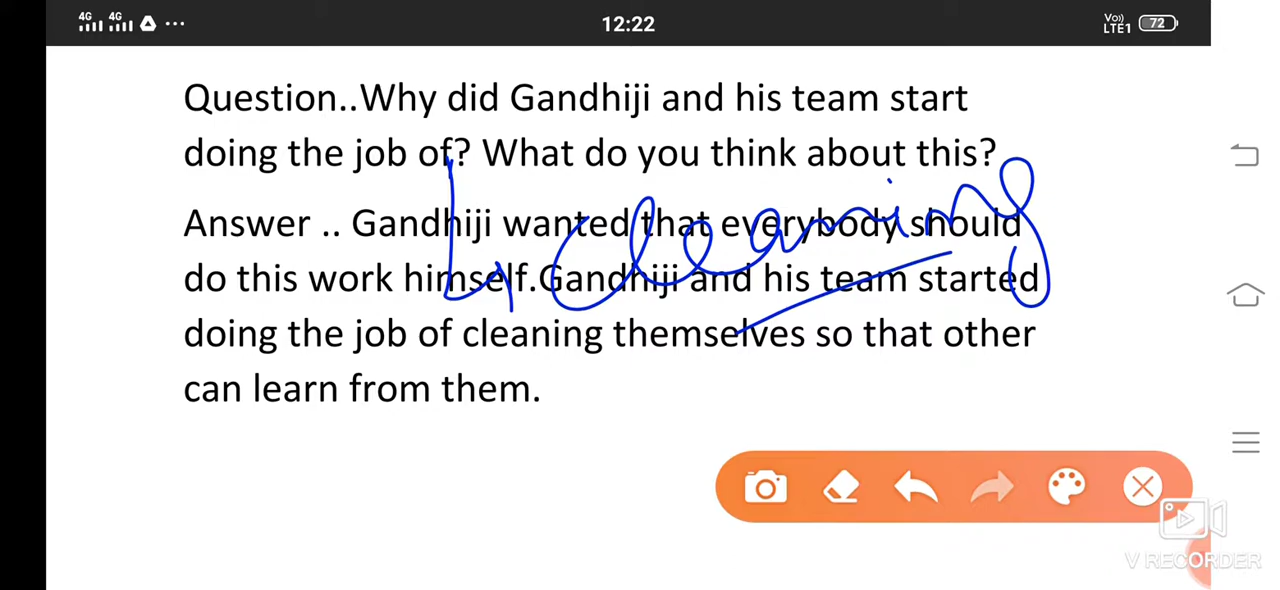 4G 4G ... 12:22 Vo)) LTE1 72
Question..Why did Gandhiji and his team start
doing the job of? What do you think about this?
cleaning
Answer .. Gandhiji wanted that everybody should
do this work himself.Gandhiji and his team started
doing the job of cleaning themselves so that other
can learn from them.
V RECORDER